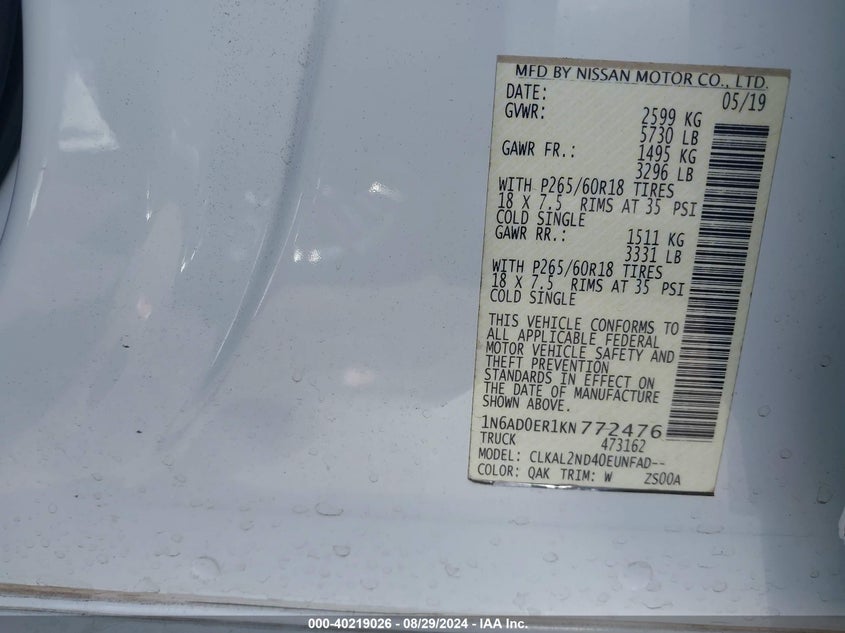 MFD BY NISSAN MOTOR CO., LTD.
DATE: 05/19
GVWR: 2599 KG
5730 LB
GAWR FR.: 1495 KG
3296 LB
WITH P265/60R18 TIRES
18 X 7.5 RIMS AT 35 PSI
COLD SINGLE
GAWR RR.: 1511 KG
3331 LB
WITH P265/60R18 TIRES
18 X 7.5 RIMS AT 35 PSI
COLD SINGLE
THIS VEHICLE CONFORMS TO
ALL APPLICABLE FEDERAL
MOTOR VEHICLE SAFETY AND
THEFT PREVENTION
STANDARDS IN EFFECT ON
THE DATE OF MANUFACTURE
SHOWN ABOVE.
1N6AD0ER1KN772476
TRUCK 473162
MODEL: CLKAL2ND40EUNFAD--
COLOR: QAK TRIM: W ZS00A
000-40219026 - 08/29/2024 - IAA Inc.